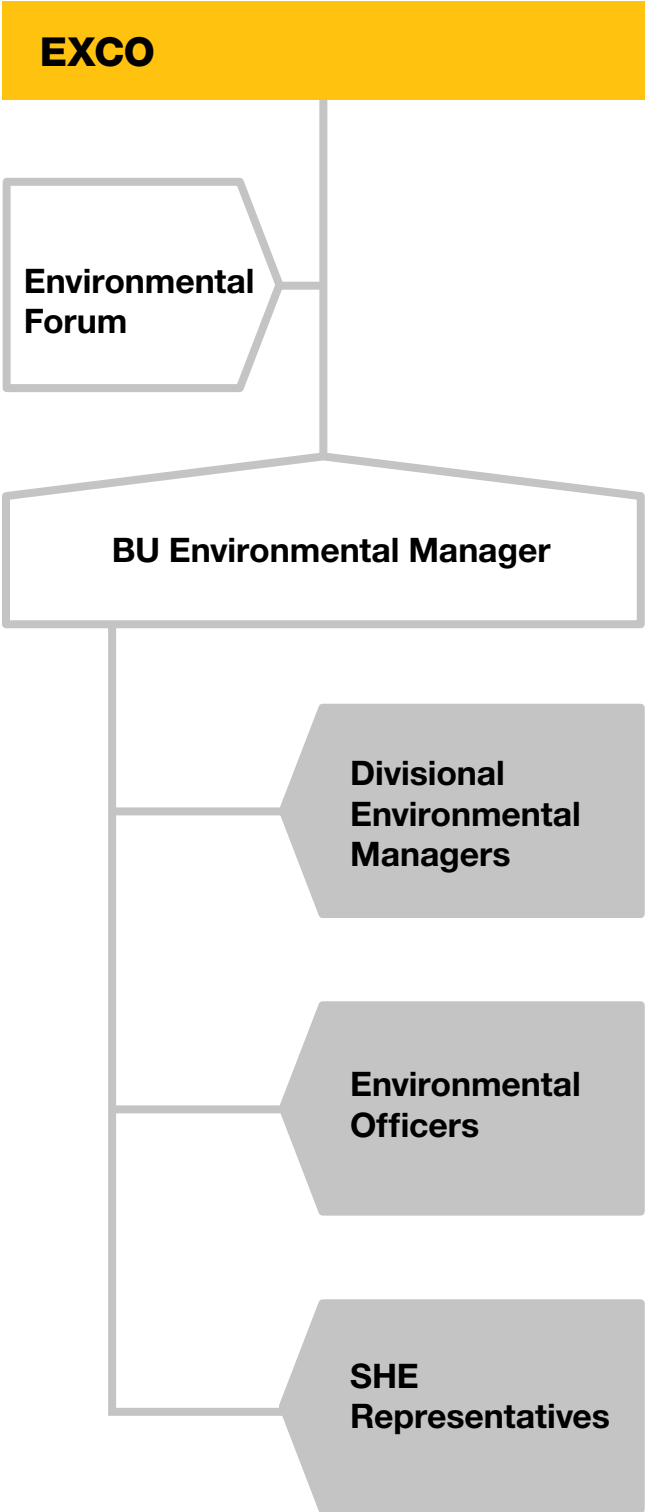 EXCO
Environmental
Forum
BU Environmental Manager
Divisional
Environmental
Managers
Environmental
Officers
SHE
Representatives